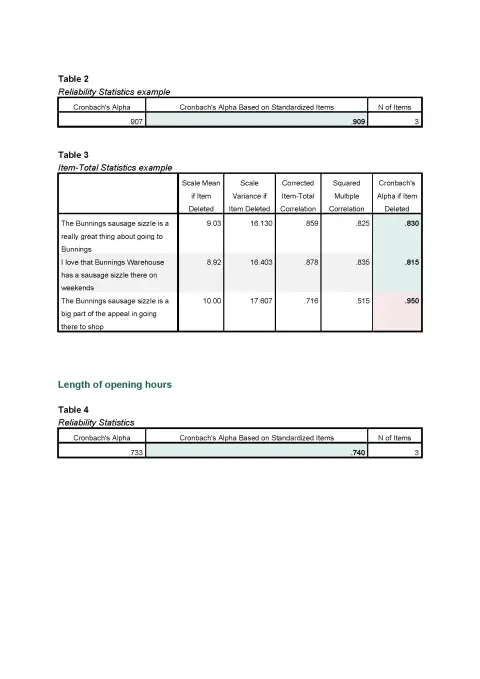 Table 2
Reliability Statistics example
Cronbach's Alpha Cronbach's Alpha Based on Standardized Items N of Items
.907 .909 3
Table 3
Item-Total Statistics example
Scale Mean Scale Corrected Squared Cronbach's
if Item Variance if Item-Total Multiple Alpha if Item
Deleted Item Deleted Correlation Correlation Deleted
The Bunnings sausage sizzle is a 9.03 16.130 .859 .825 .830
really great thing about going to
Bunnings
I love that Bunnings Warehouse 8.92 16.403 .878 .835 .815
has a sausage sizzle there on
weekends
The Bunnings sausage sizzle is a 10.00 17.607 .716 .515 .950
big part of the appeal in going
there to shop
Length of opening hours
Table 4
Reliability Statistics
Cronbach's Alpha Cronbach's Alpha Based on Standardized Items N of Items
.733 .740 3